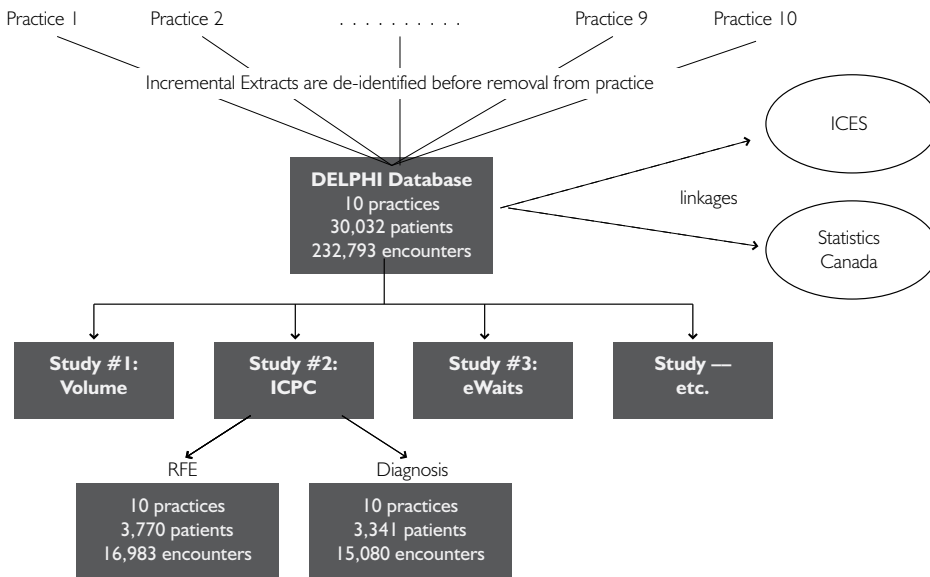 Practice 1 Practice 2 . . . . . . . . . . Practice 9 Practice 10
Incremental Extracts are de-identified before removal from practice
ICES
DELPHI Database
10 practices
30,032 patients
232,793 encounters
linkages
Statistics
Canada
Study #1:
Volume
Study #2:
ICPC
Study #3:
eWaits
Study —
etc.
RFE
10 practices
3,770 patients
16,983 encounters
Diagnosis
10 practices
3,341 patients
15,080 encounters